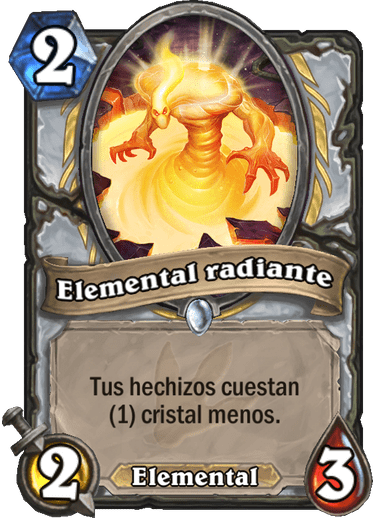 2
Elemental radiante
Tus hechizos cuestan
(1) cristal menos.
2
Elemental
3